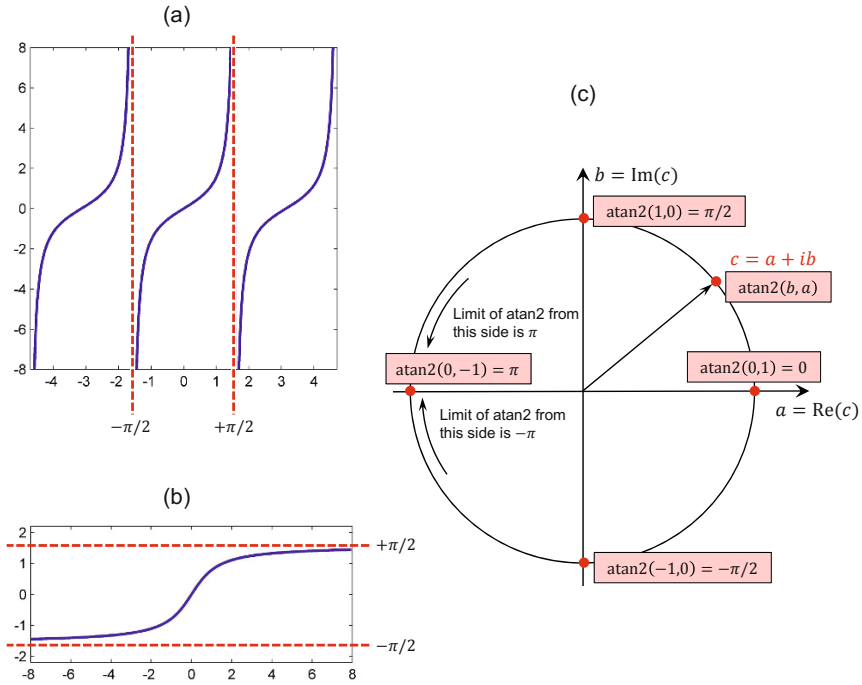 (a)
8
6
4
2
0
-2
-4
-6
-8
-4 -3 -2 -1 0 1 2 3 4
−π/2 +π/2
(b)
2
1
0
-1
-2
-8 -6 -4 -2 0 2 4 6 8
+π/2
−π/2
(c)
b = Im(c)
atan2(1,0) = π/2
c = a + ib
atan2(b, a)
Limit of atan2 from
this side is π
atan2(0, −1) = π
atan2(0,1) = 0
Limit of atan2 from
this side is −π
a = Re(c)
atan2(−1,0) = −π/2